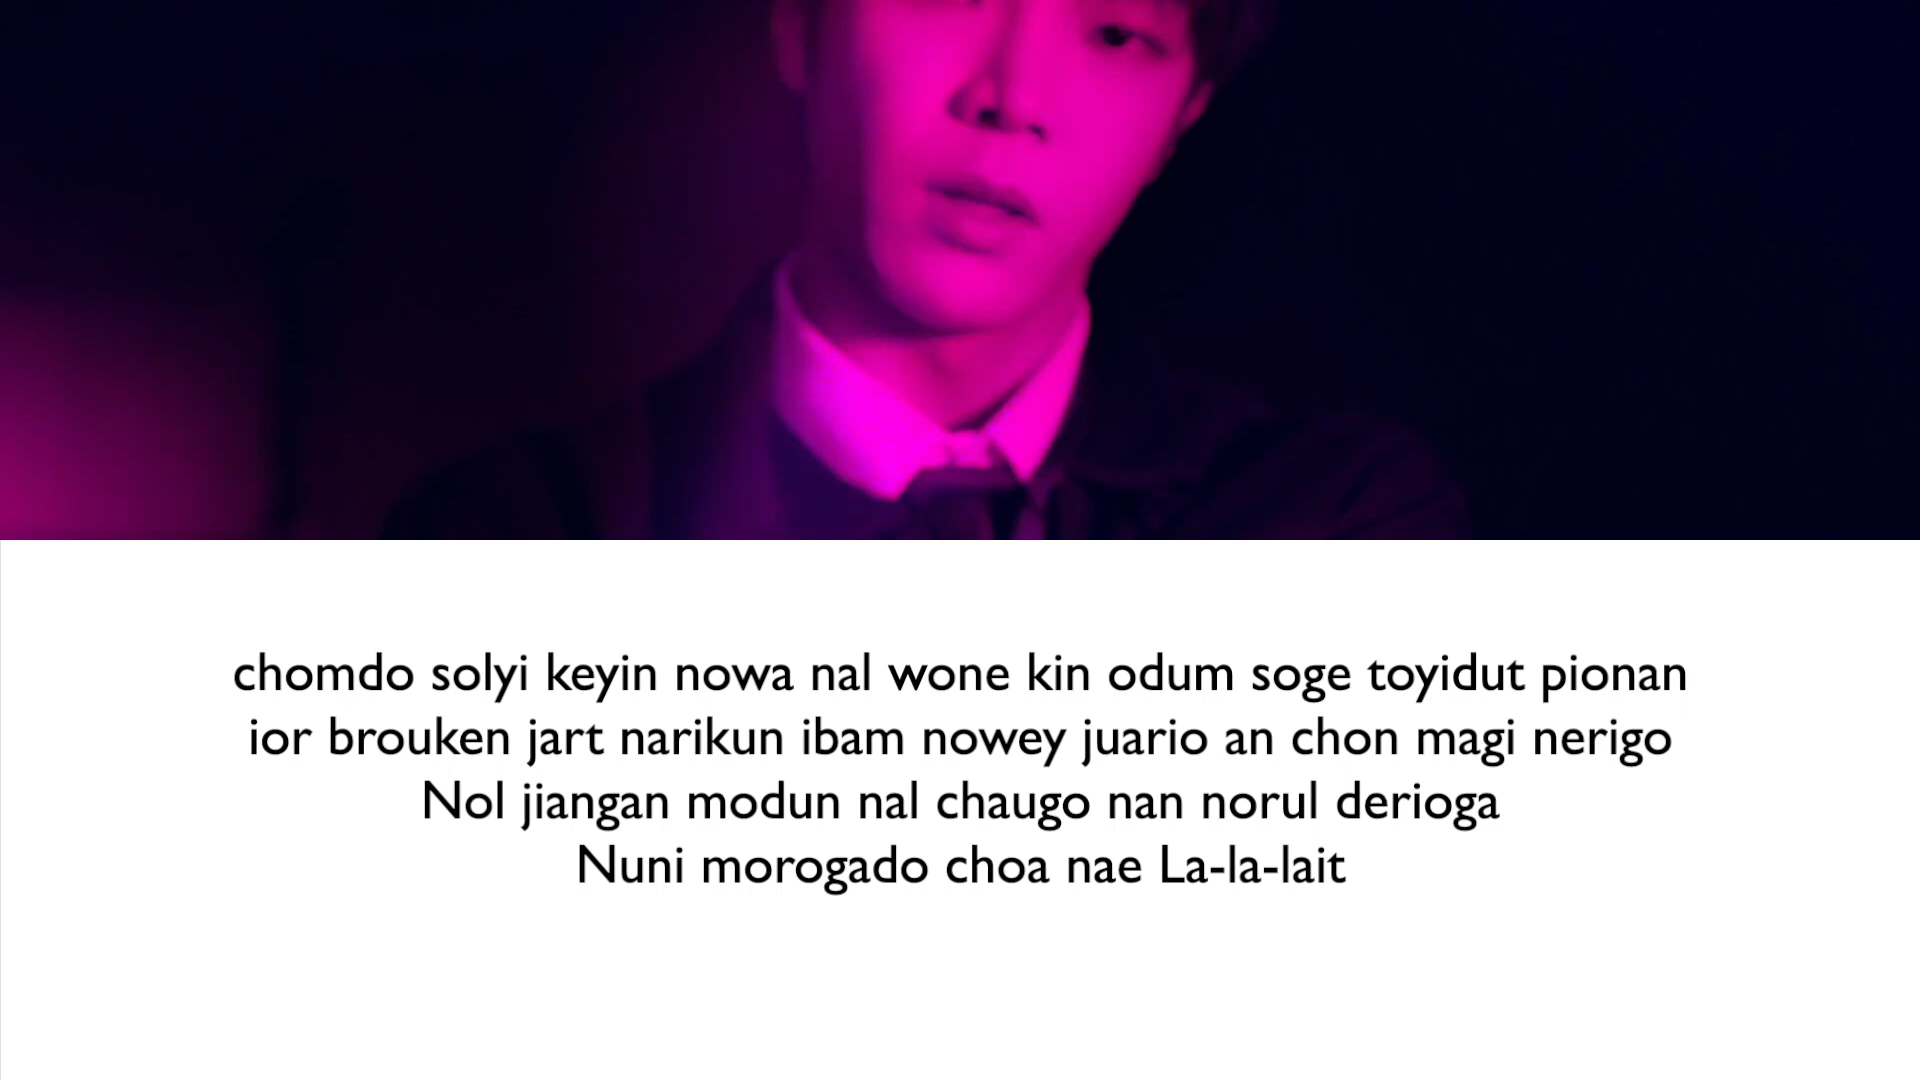 chomdo solyi keyin nowa nal wone kin odum soge toyidut pionan
ior brouken jart narikun ibam nowey juario an chon magi nerigo
Nol jiangan modun nal chaugo nan norul derioga
Nuni morogado choa nae La-la-lait